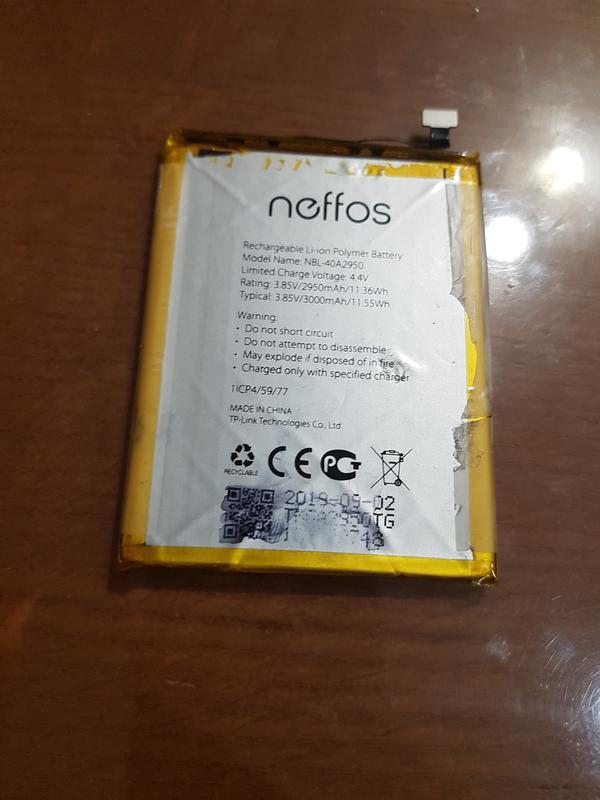 neffos
Rechargeable Li-ion Polymer Battery
Model Name: NBL-40A2950
Limited Charge Voltage: 4.4V
Rating: 3.85V/2950mAh/11.36Wh
Typical: 3.85V/3000mAh/11.55Wh
Warning:
• Do not short circuit
• Do not attempt to disassemble
• May explode if disposed of in fire
• Charged only with specified charger
1ICP4/59/77
MADE IN CHINA
TP-Link Technologies Co., Ltd
RECYCLABLE
CE
PCT
2019-09-02